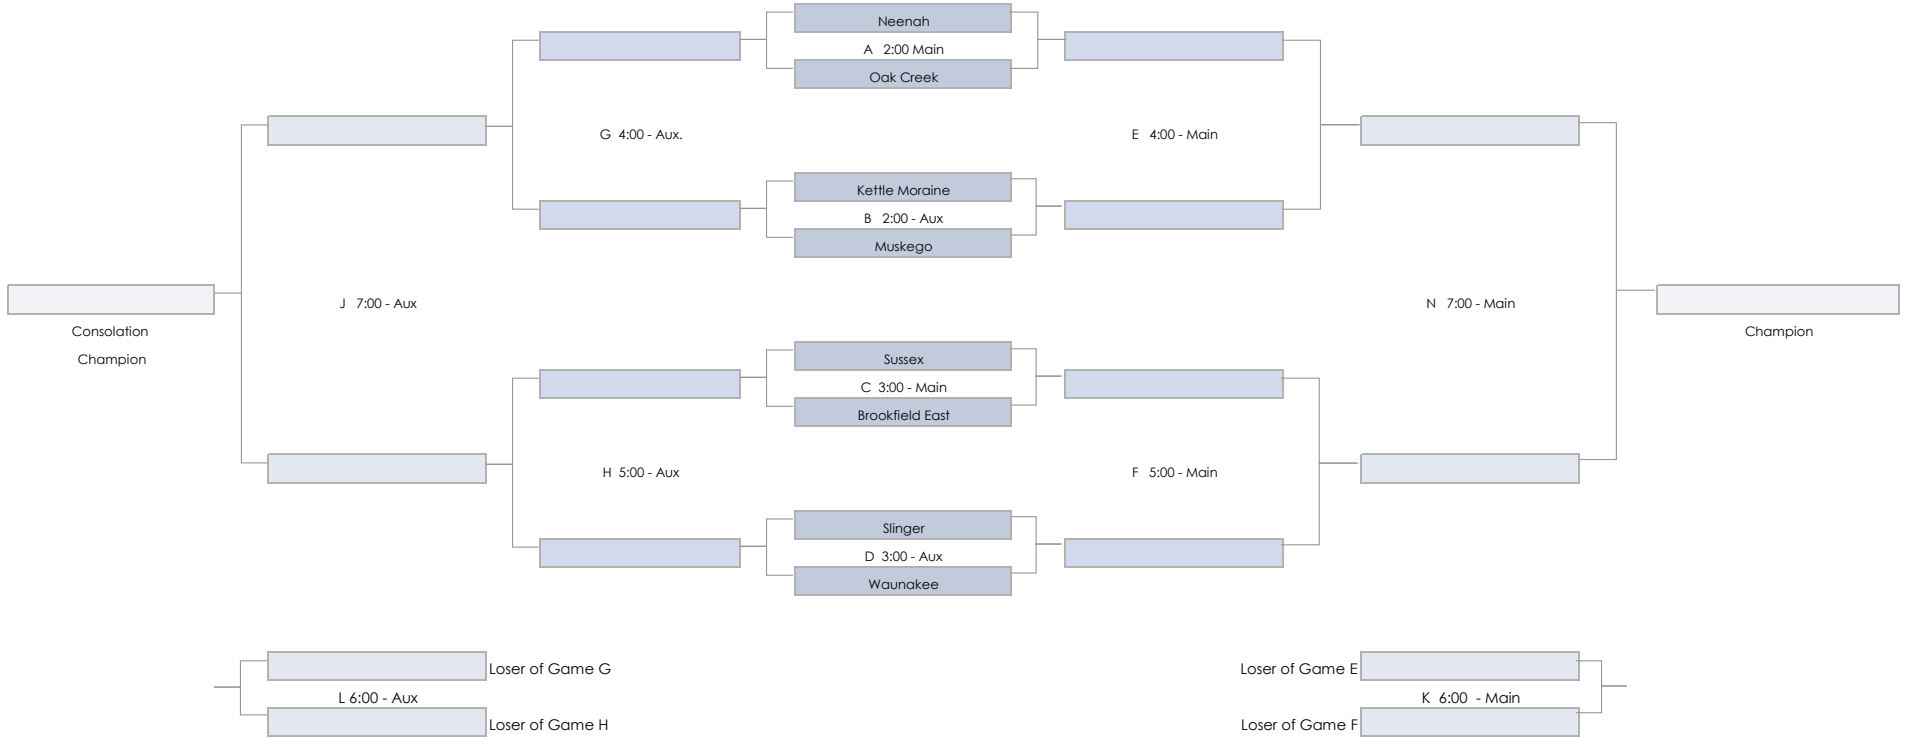 Neenah
A 2:00 Main
Oak Creek
G 4:00 - Aux.
E 4:00 - Main
Kettle Moraine
B 2:00 - Aux
Muskego
J 7:00 - Aux
N 7:00 - Main
Consolation
Champion
Champion
Sussex
C 3:00 - Main
Brookfield East
H 5:00 - Aux
F 5:00 - Main
Slinger
D 3:00 - Aux
Waunakee
Loser of Game G
L 6:00 - Aux
Loser of Game H
Loser of Game E
K 6:00 - Main
Loser of Game F